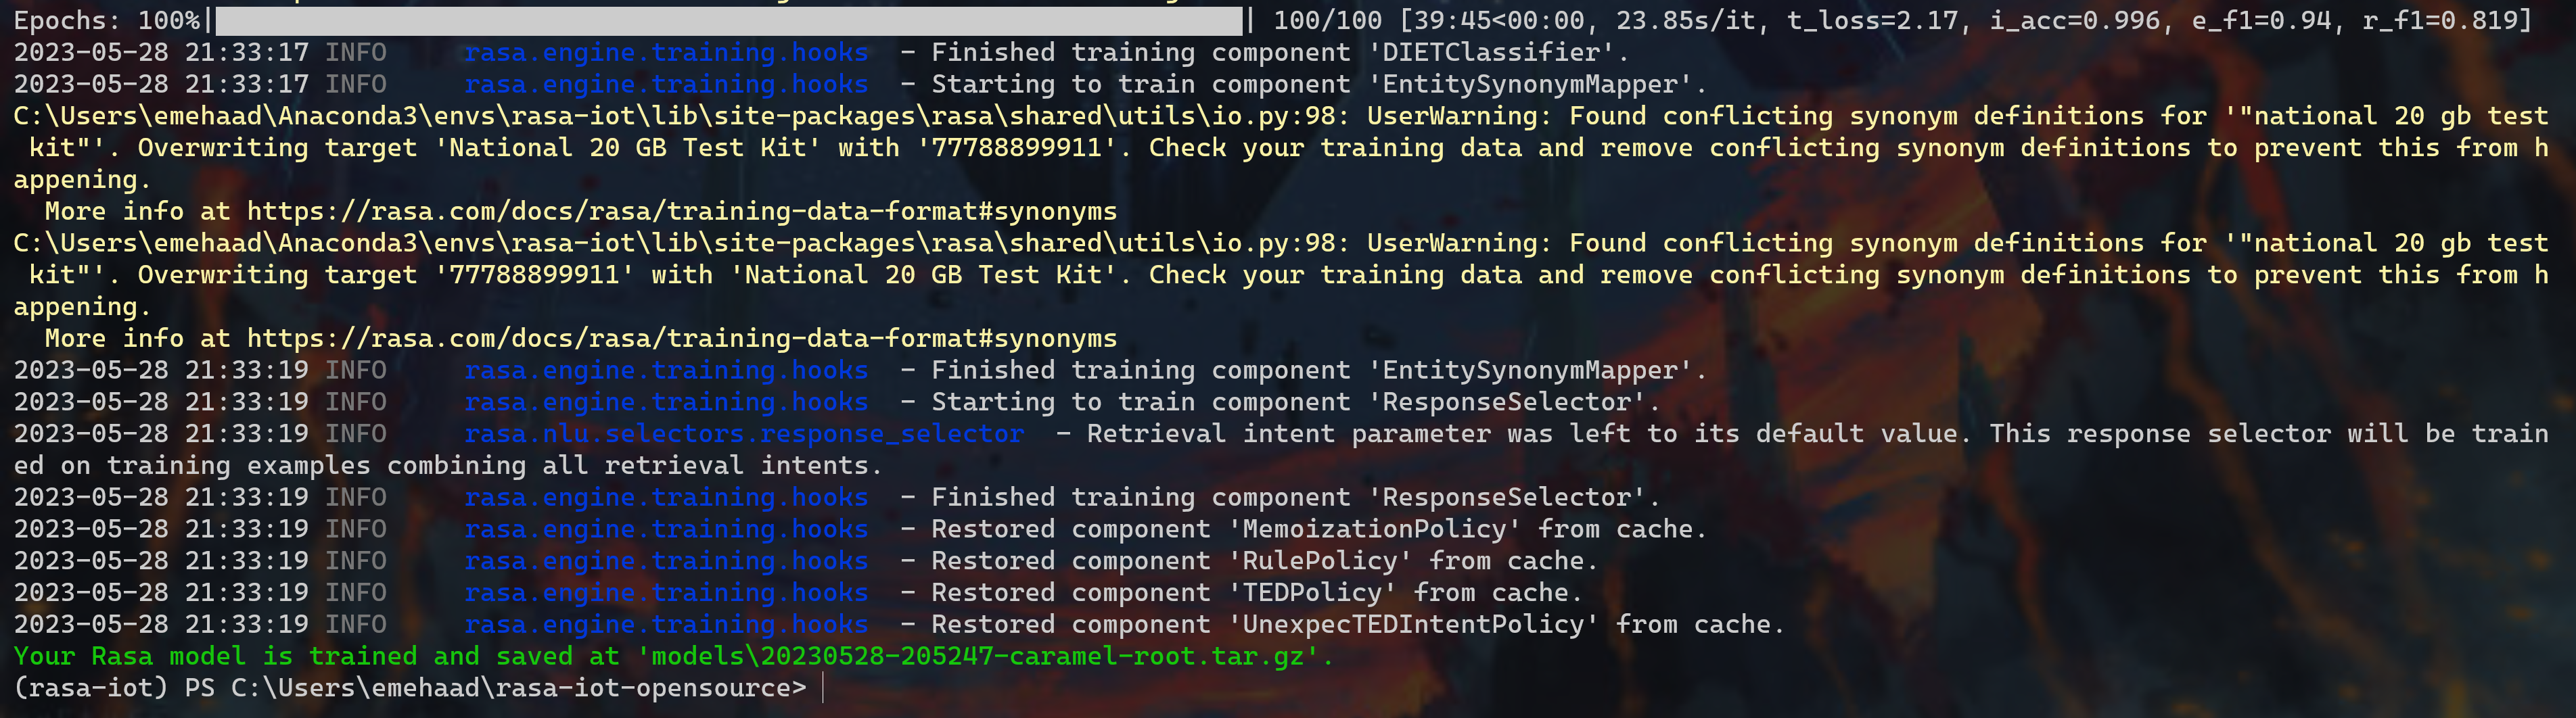 Epochs: 100%|██████████| 100/100 [39:45<00:00, 23.85s/it, t_loss=2.17, i_acc=0.996, e_f1=0.94, r_f1=0.819]
2023-05-28 21:33:17 INFO     rasa.engine.training.hooks  - Finished training component 'DIETClassifier'.
2023-05-28 21:33:17 INFO     rasa.engine.training.hooks  - Starting to train component 'EntitySynonymMapper'.
C:\Users\emehaad\Anaconda3\envs\rasa-iot\lib\site-packages\rasa\shared\utils\io.py:98: UserWarning: Found conflicting synonym definitions for '"national 20 gb test
 kit"'. Overwriting target 'National 20 GB Test Kit' with '77788899911'. Check your training data and remove conflicting synonym definitions to prevent this from h
appening.
  More info at https://rasa.com/docs/rasa/training-data-format#synonyms
C:\Users\emehaad\Anaconda3\envs\rasa-iot\lib\site-packages\rasa\shared\utils\io.py:98: UserWarning: Found conflicting synonym definitions for '"national 20 gb test
 kit"'. Overwriting target '77788899911' with 'National 20 GB Test Kit'. Check your training data and remove conflicting synonym definitions to prevent this from h
appening.
  More info at https://rasa.com/docs/rasa/training-data-format#synonyms
2023-05-28 21:33:19 INFO     rasa.engine.training.hooks  - Finished training component 'EntitySynonymMapper'.
2023-05-28 21:33:19 INFO     rasa.engine.training.hooks  - Starting to train component 'ResponseSelector'.
2023-05-28 21:33:19 INFO     rasa.nlu.selectors.response_selector  - Retrieval intent parameter was left to its default value. This response selector will be train
ed on training examples combining all retrieval intents.
2023-05-28 21:33:19 INFO     rasa.engine.training.hooks  - Finished training component 'ResponseSelector'.
2023-05-28 21:33:19 INFO     rasa.engine.training.hooks  - Restored component 'MemoizationPolicy' from cache.
2023-05-28 21:33:19 INFO     rasa.engine.training.hooks  - Restored component 'RulePolicy' from cache.
2023-05-28 21:33:19 INFO     rasa.engine.training.hooks  - Restored component 'TEDPolicy' from cache.
2023-05-28 21:33:19 INFO     rasa.engine.training.hooks  - Restored component 'UnexpecTEDIntentPolicy' from cache.
Your Rasa model is trained and saved at 'models\20230528-205247-caramel-root.tar.gz'.
(rasa-iot) PS C:\Users\emehaad\rasa-iot-opensource>